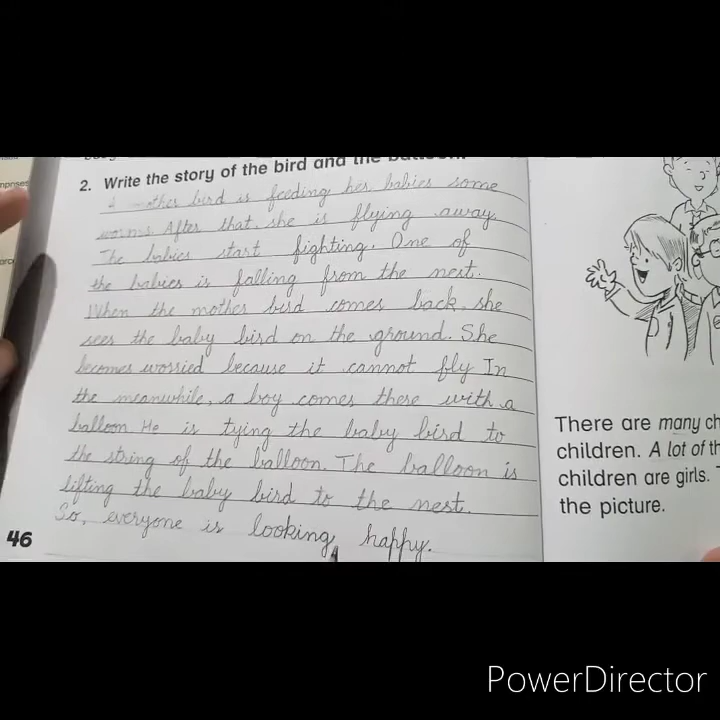 2. Write the story of the bird and the balloon.
A mother bird is feeding her babies some
worms. After that, she is flying away.
The babies start fighting. One of
the babies is falling from the nest.
When the mother bird comes back, she
sees the baby bird on the ground. She
becomes worried because it cannot fly In
the meanwhile, a boy comes there with a
balloon. He is tying the baby bird to
the string of the balloon. The balloon is
lifting the baby bird to the nest.
So, everyone is looking happy.
46
There are many ch
children. A lot of th
children are girls.
the picture.
PowerDirector